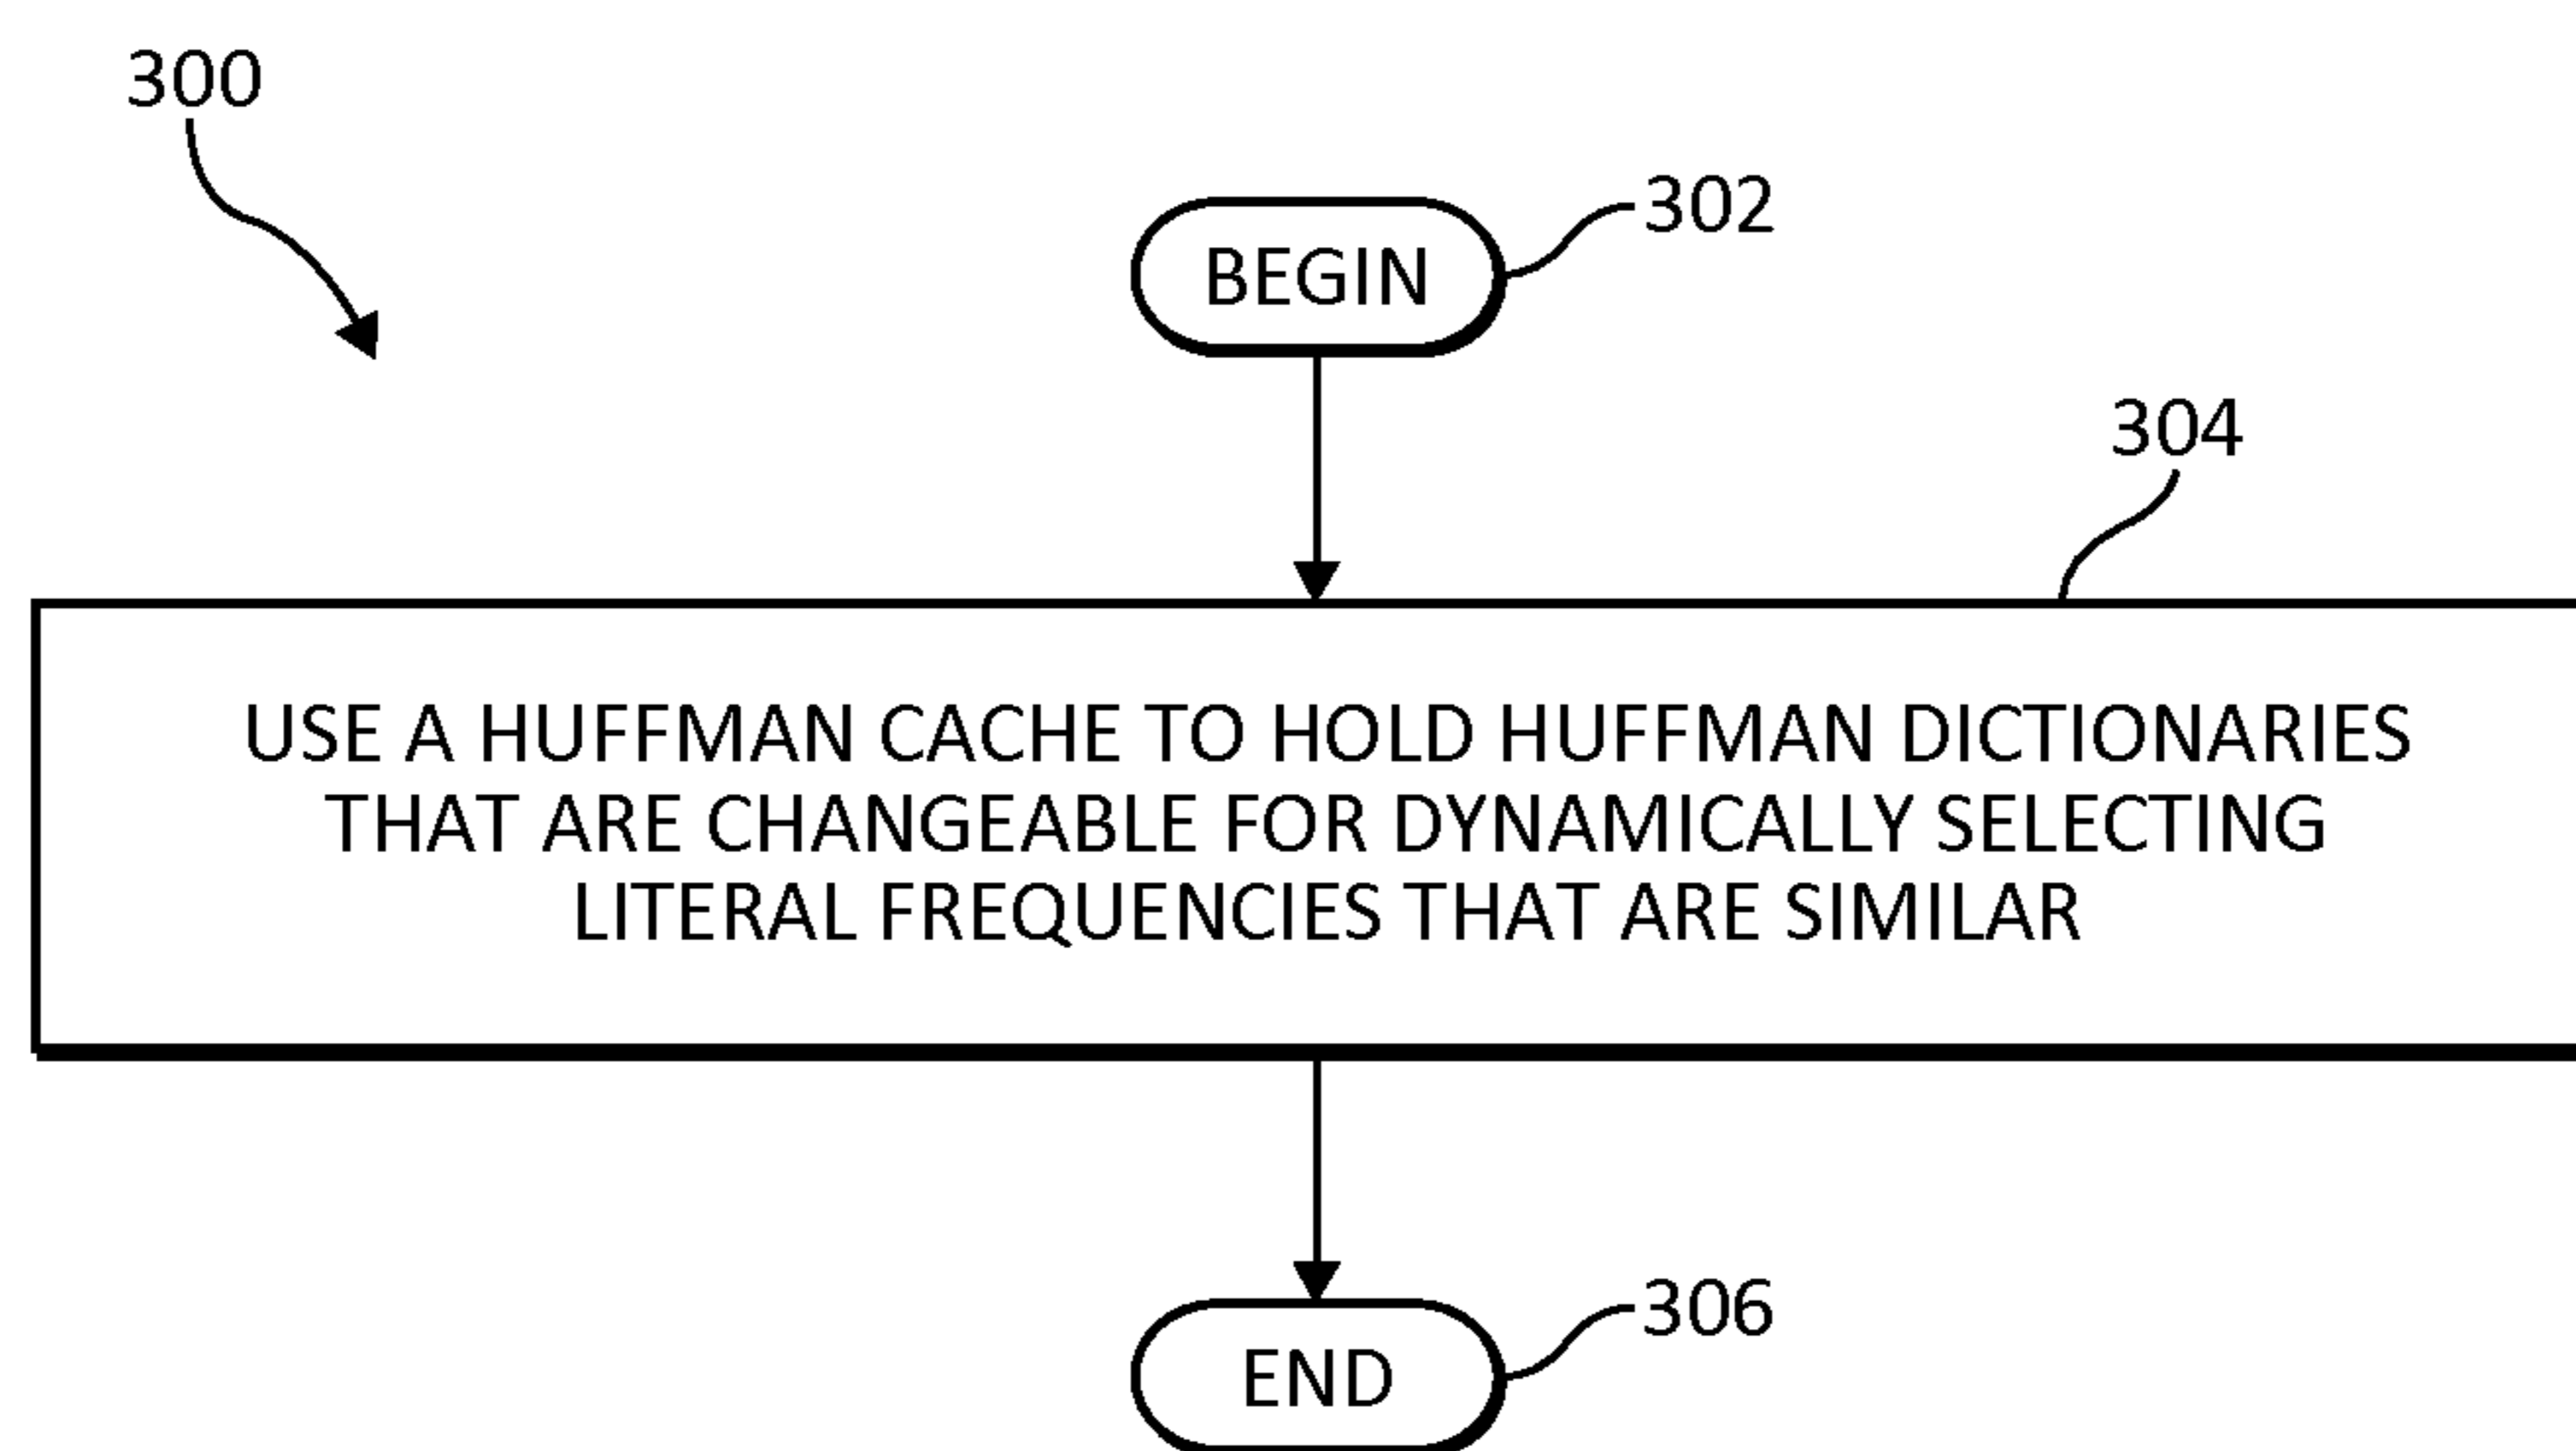 300
302
BEGIN
304
USE A HUFFMAN CACHE TO HOLD HUFFMAN DICTIONARIES
THAT ARE CHANGEABLE FOR DYNAMICALLY SELECTING
LITERAL FREQUENCIES THAT ARE SIMILAR
306
END